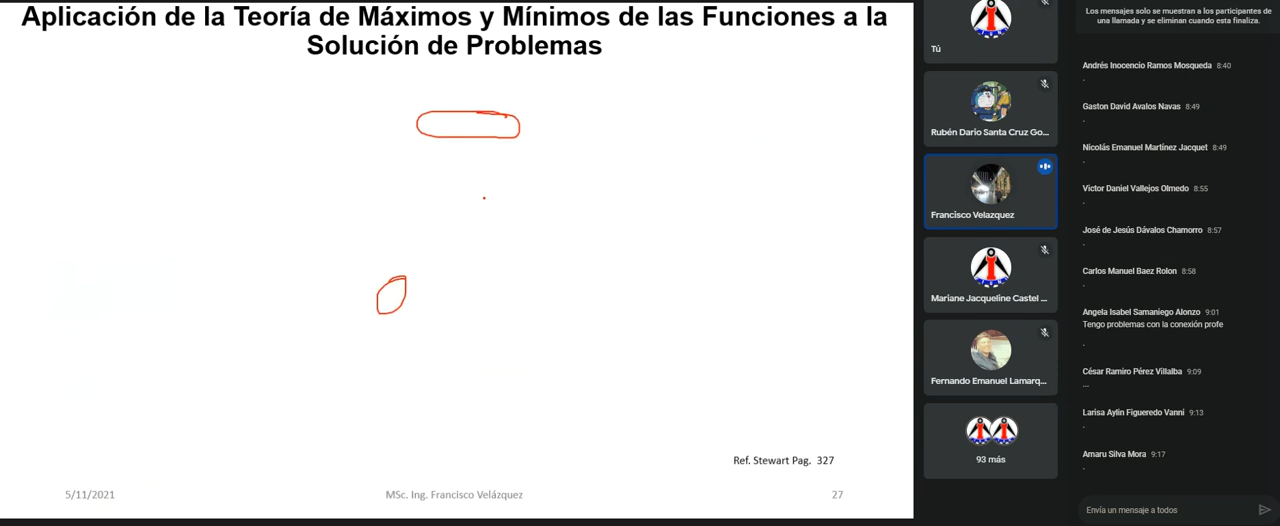 Aplicación de la Teoría de Máximos y Mínimos de las Funciones a la
Solución de Problemas
Ref. Stewart Pag. 327
5/11/2021
MSc. Ing. Francisco Velázquez
27
Tú
Rubén Dario Santa Cruz Go...
Francisco Velazquez
Mariane Jacqueline Castel ...
Fernando Emanuel Lamarq...
93 más
Los mensajes solo se muestran a los participantes de
una llamada y se eliminan cuando esta finaliza.
Andrés Inocencio Ramos Mosqueda 8:40
.
Gaston David Avalos Navas 8:49
.
Nicolás Emanuel Martínez Jacquet 8:49
.
Victor Daniel Vallejos Olmedo 8:55
.
José de Jesús Dávalos Chamorro 8:57
.
Carlos Manuel Baez Rolon 8:58
.
Angela Isabel Samaniego Alonzo 9:01
Tengo problemas con la conexión profe
.
César Ramiro Pérez Villalba 9:09
...
Larisa Aylin Figueredo Vanni 9:13
.
Amaru Silva Mora 9:17
.
Envía un mensaje a todos